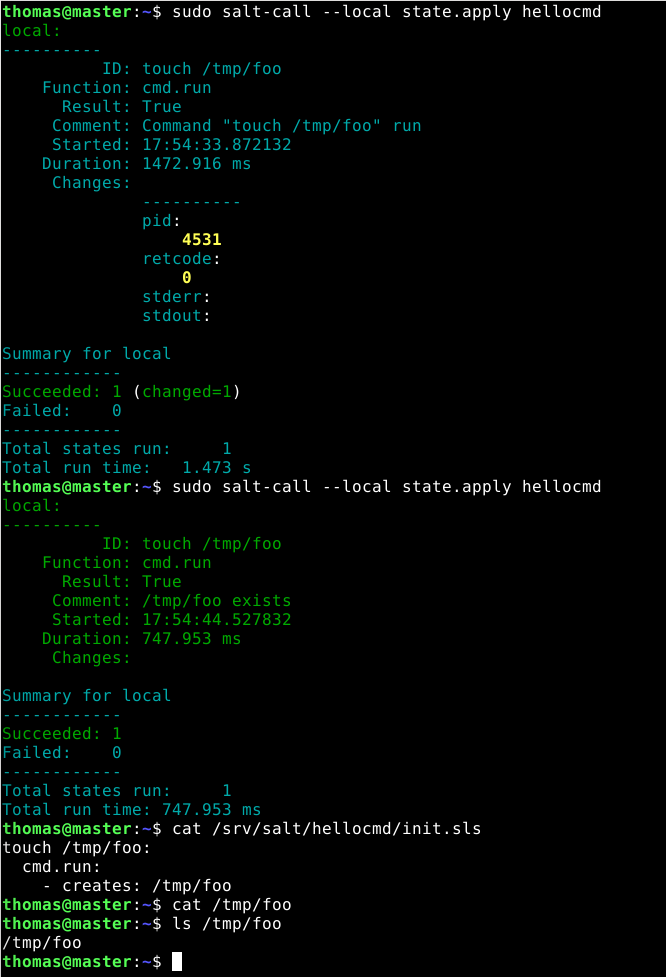 thomas@master:~$ sudo salt-call --local state.apply hellocmd
local:
----------
          ID: touch /tmp/foo
    Function: cmd.run
      Result: True
     Comment: Command "touch /tmp/foo" run
     Started: 17:54:33.872132
    Duration: 1472.916 ms
     Changes:
              ----------
              pid:
                  4531
              retcode:
                  0
              stderr:
              stdout:

Summary for local
------------
Succeeded: 1 (changed=1)
Failed:    0
------------
Total states run:     1
Total run time:   1.473 s
thomas@master:~$ sudo salt-call --local state.apply hellocmd
local:
----------
          ID: touch /tmp/foo
    Function: cmd.run
      Result: True
     Comment: /tmp/foo exists
     Started: 17:54:44.527832
    Duration: 747.953 ms
     Changes:

Summary for local
------------
Succeeded: 1
Failed:    0
------------
Total states run:     1
Total run time: 747.953 ms
thomas@master:~$ cat /srv/salt/hellocmd/init.sls
touch /tmp/foo:
  cmd.run:
    - creates: /tmp/foo
thomas@master:~$ cat /tmp/foo
thomas@master:~$ ls /tmp/foo
/tmp/foo
thomas@master:~$